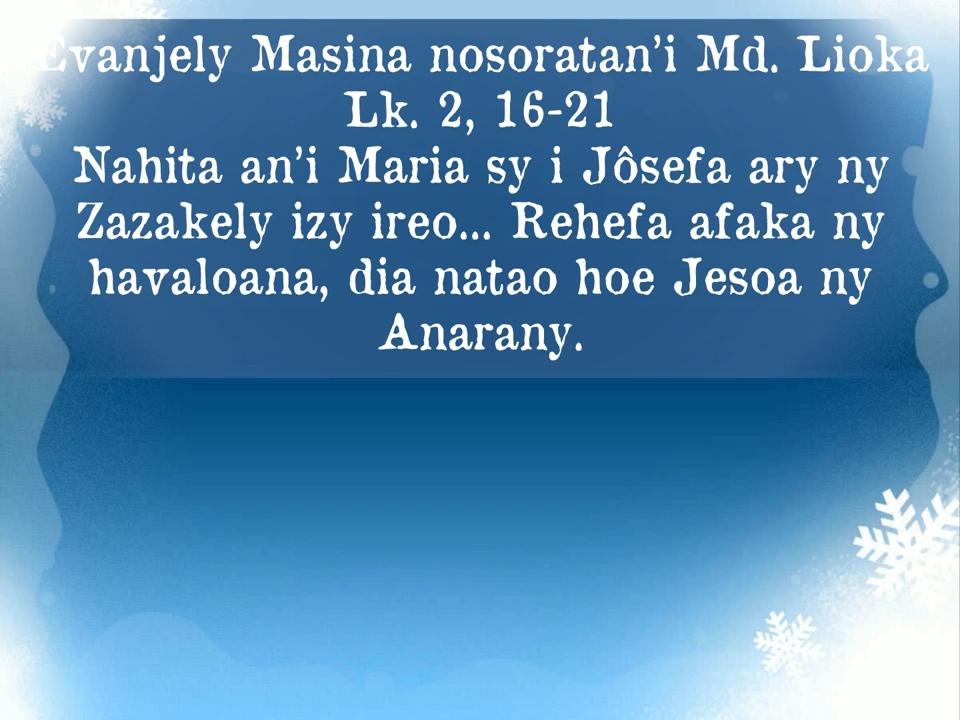 Evanjely Masina nosoratan'i Md. Lioka
Lk. 2, 16-21
Nahita an'i Maria sy i Jôsefa ary ny
Zazakely izy ireo... Rehefa afaka ny
havaloana, dia natao hoe Jesoa ny
Anarany.